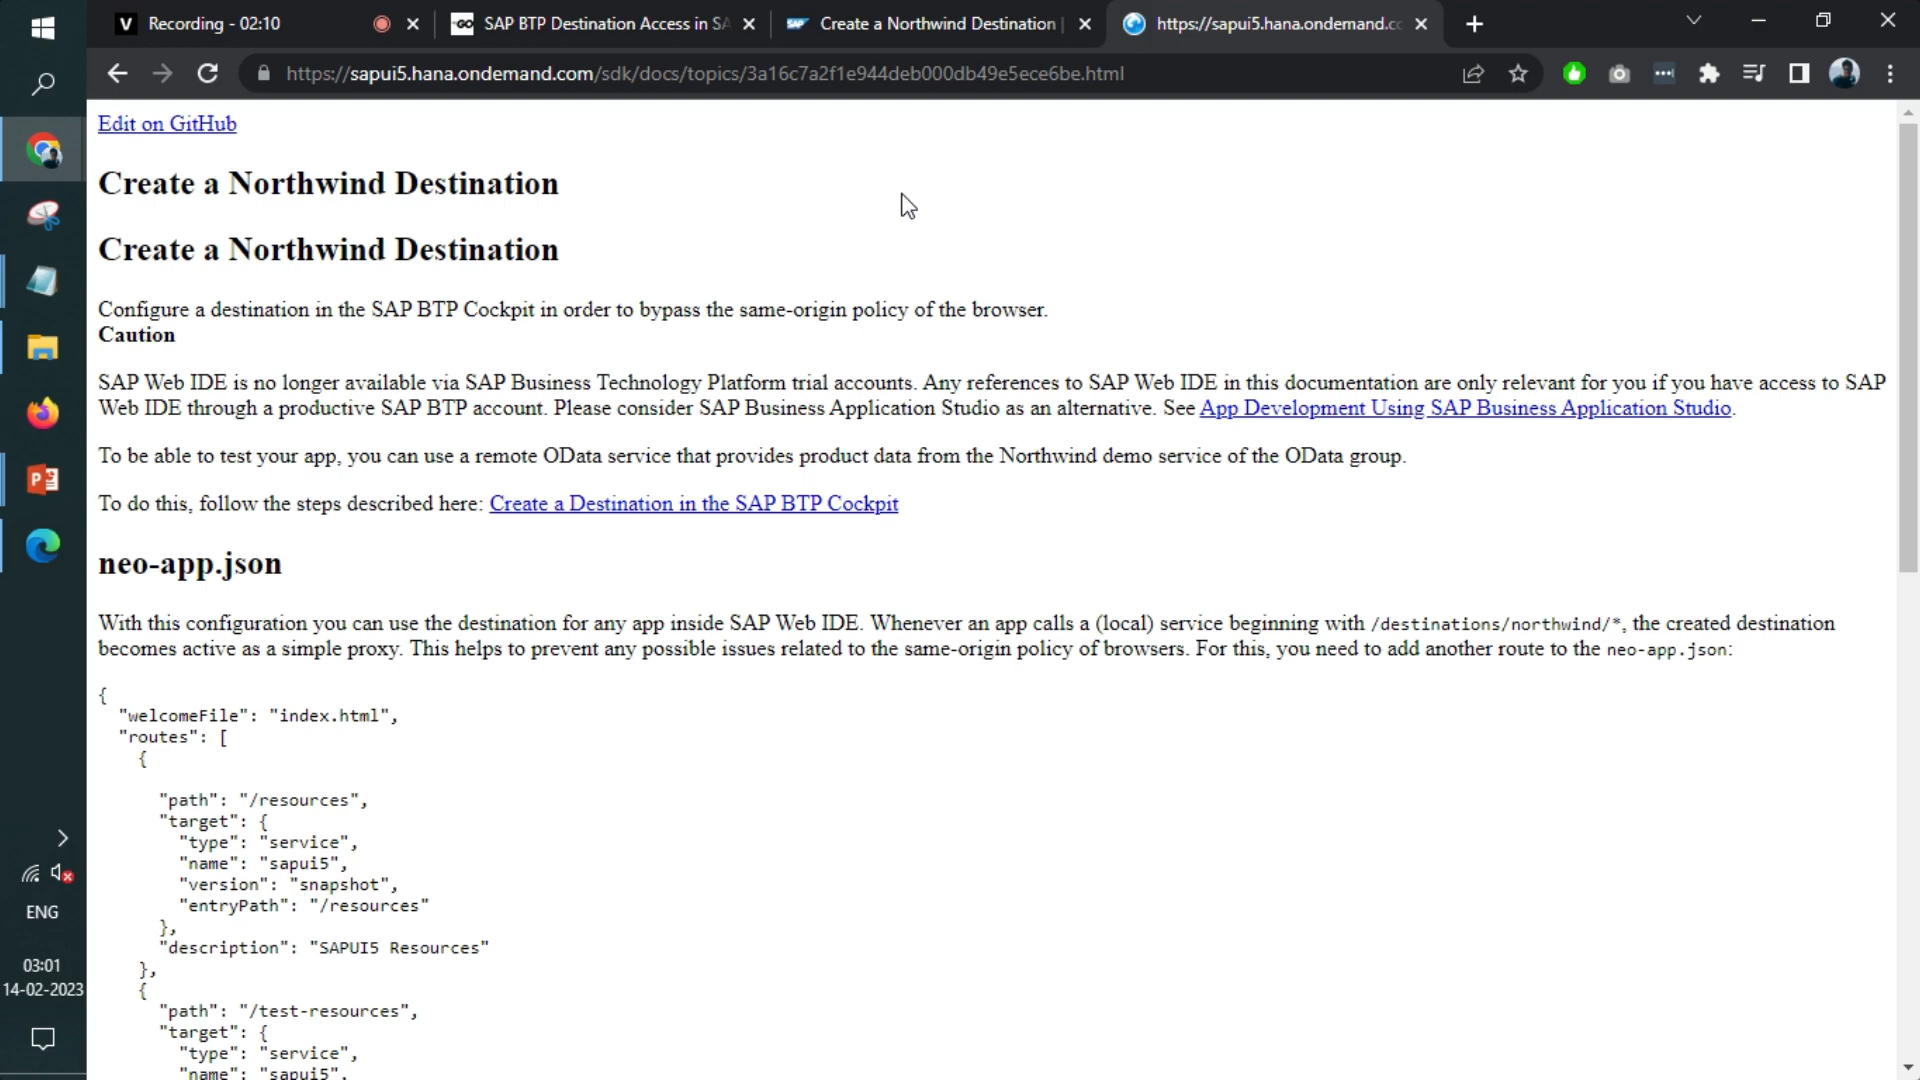 V Recording - 02:10
GO SAP BTP Destination Access in SA
SAP Create a Northwind Destination |
https://sapui5.hana.ondemand.cc
https://sapui5.hana.ondemand.com/sdk/docs/topics/3a16c7a2f1e944deb000db49e5ece6be.html
Edit on GitHub
Create a Northwind Destination
Create a Northwind Destination
Configure a destination in the SAP BTP Cockpit in order to bypass the same-origin policy of the browser.
Caution
SAP Web IDE is no longer available via SAP Business Technology Platform trial accounts. Any references to SAP Web IDE in this documentation are only relevant for you if you have access to SAP
Web IDE through a productive SAP BTP account. Please consider SAP Business Application Studio as an alternative. See App Development Using SAP Business Application Studio.
To be able to test your app, you can use a remote OData service that provides product data from the Northwind demo service of the OData group.
To do this, follow the steps described here: Create a Destination in the SAP BTP Cockpit
neo-app.json
With this configuration you can use the destination for any app inside SAP Web IDE. Whenever an app calls a (local) service beginning with /destinations/northwind/*, the created destination
becomes active as a simple proxy. This helps to prevent any possible issues related to the same-origin policy of browsers. For this, you need to add another route to the neo-app.json:
{
"welcomeFile": "index.html",
"routes": [
{
"path": "/resources",
"target": {
"type": "service",
"name": "sapui5",
"version": "snapshot",
"entryPath": "/resources"
},
"description": "SAPUI5 Resources"
},
{
"path": "/test-resources",
"target": {
"type": "service",
"name": "sapui5",
ENG
03:01
14-02-2023